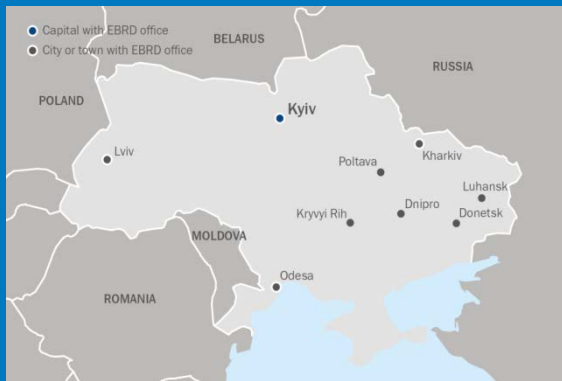 Capital with EBRD office
City or town with EBRD office
BELARUS
RUSSIA
POLAND
Kyiv
Lviv
Kharkiv
Poltava
Luhansk
Dnipro
Kryvyi Rih
Donetsk
MOLDOVA
Odesa
ROMANIA